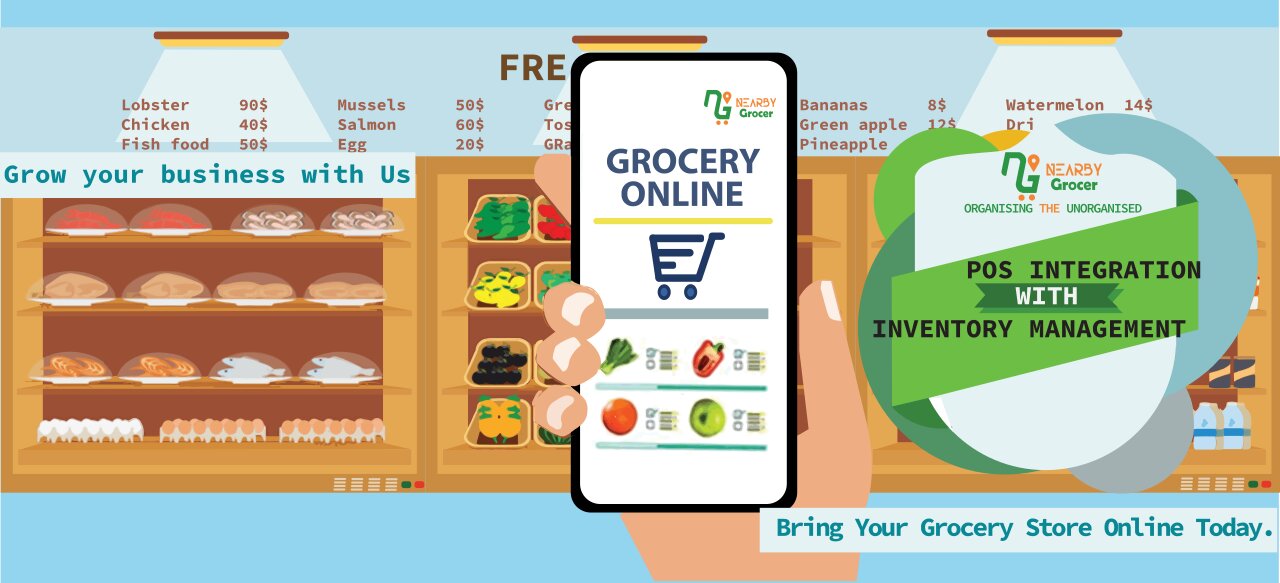 FRE
Lobster 90$ Mussels 50$ Gre
Chicken 40$ Salmon 60$ Tos
Fish food 50$ Egg 20$ GRa
Bananas 8$ Watermelon 14$
Green apple 12$ Dri
Pineapple
Grow your business with Us
NG NEARBY
Grocer
GROCERY
ONLINE
NG NEARBY
Grocer
ORGANISING THE UNORGANISED
POS INTEGRATION
WITH
INVENTORY MANAGEMENT
Bring Your Grocery Store Online Today.